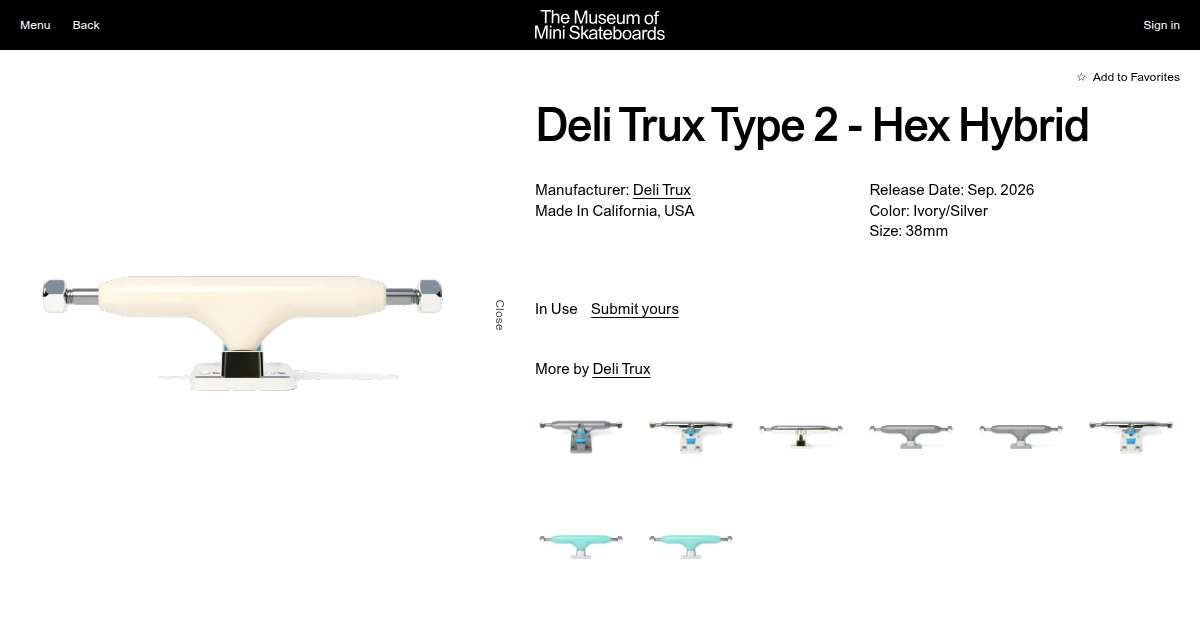 Menu
Back
The Museum of
Mini Skateboards
Sign in
☆ Add to Favorites
Deli Trux Type 2 - Hex Hybrid
Manufacturer: Deli Trux
Made In California, USA
Release Date: Sep. 2026
Color: Ivory/Silver
Size: 38mm
Close
In Use Submit yours
More by Deli Trux